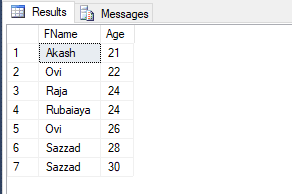 Results Messages
FName Age
1 Akash 21
2 Ovi 22
3 Raja 24
4 Rubaiaya 24
5 Ovi 26
6 Sazzad 28
7 Sazzad 30